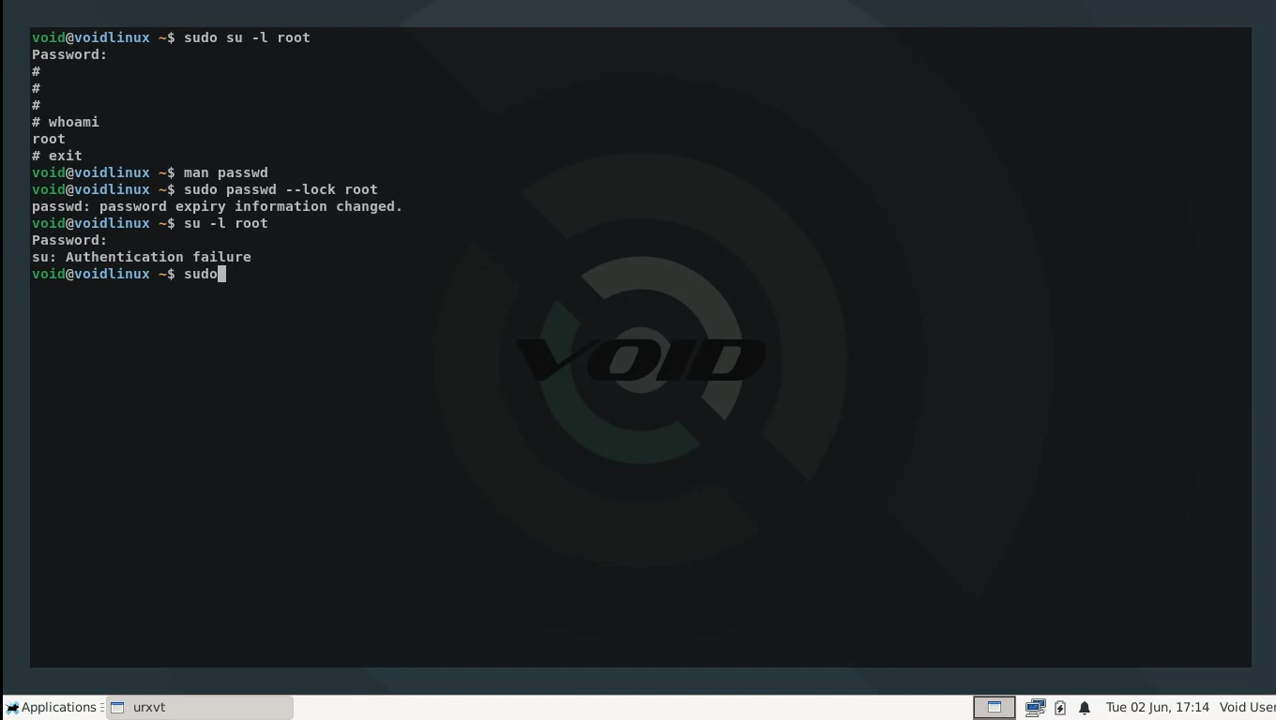 void@voidlinux ~$ sudo su -l root
Password:
#
#
#
# whoami
root
# exit
void@voidlinux ~$ man passwd
void@voidlinux ~$ sudo passwd --lock root
passwd: password expiry information changed.
void@voidlinux ~$ su -l root
Password:
su: Authentication failure
void@voidlinux ~$ sudo
VOID
Applications
urxvt
Tue 02 Jun, 17:14
Void User